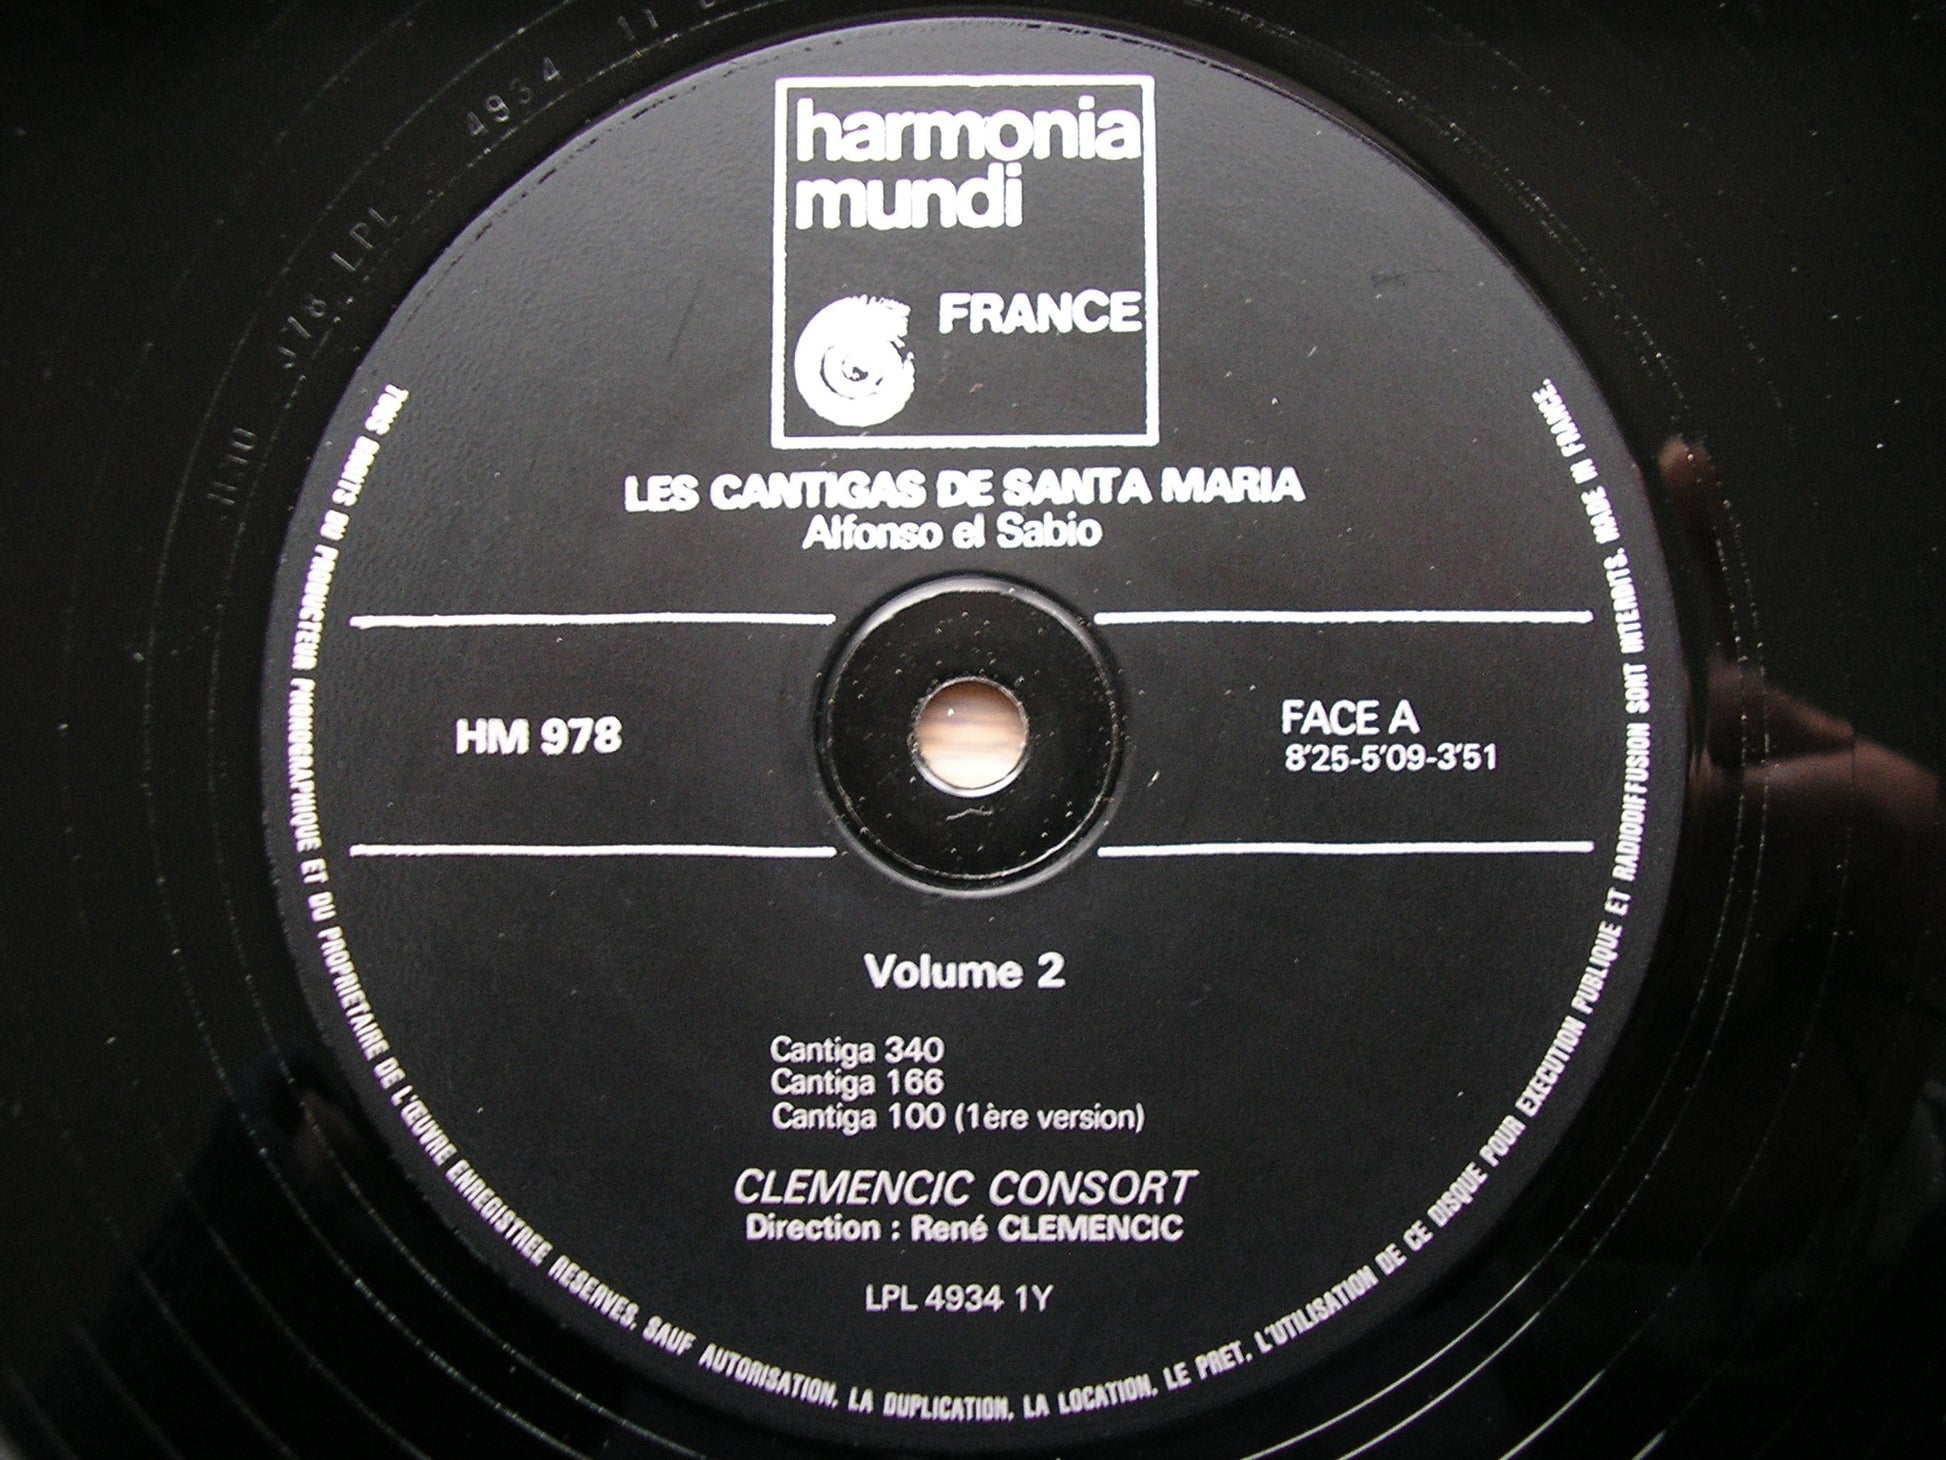 harmonia
mundi
FRANCE
LES CANTIGAS DE SANTA MARIA
Alfonso el Sabio
HM 978
FACE A
8'25-5'09-3'51
Volume 2
Cantiga 340
Cantiga 166
Cantiga 100 (1ère version)
CLEMENCIC CONSORT
Direction : René CLEMENCIC
LPL 4934 1Y
TOUS DROITS DU PRODUCTEUR PHONOGRAPHIQUE ET DU PROPRIETAIRE DE L'ŒUVRE ENREGISTREE RESERVES. SAUF AUTORISATION, LA DUPLICATION, LA LOCATION, LE PRET, L'UTILISATION DE CE DISQUE POUR EXECUTION PUBLIQUE ET RADIODIFFUSION SONT INTERDITS. MADE IN FRANCE.
LPL 4934